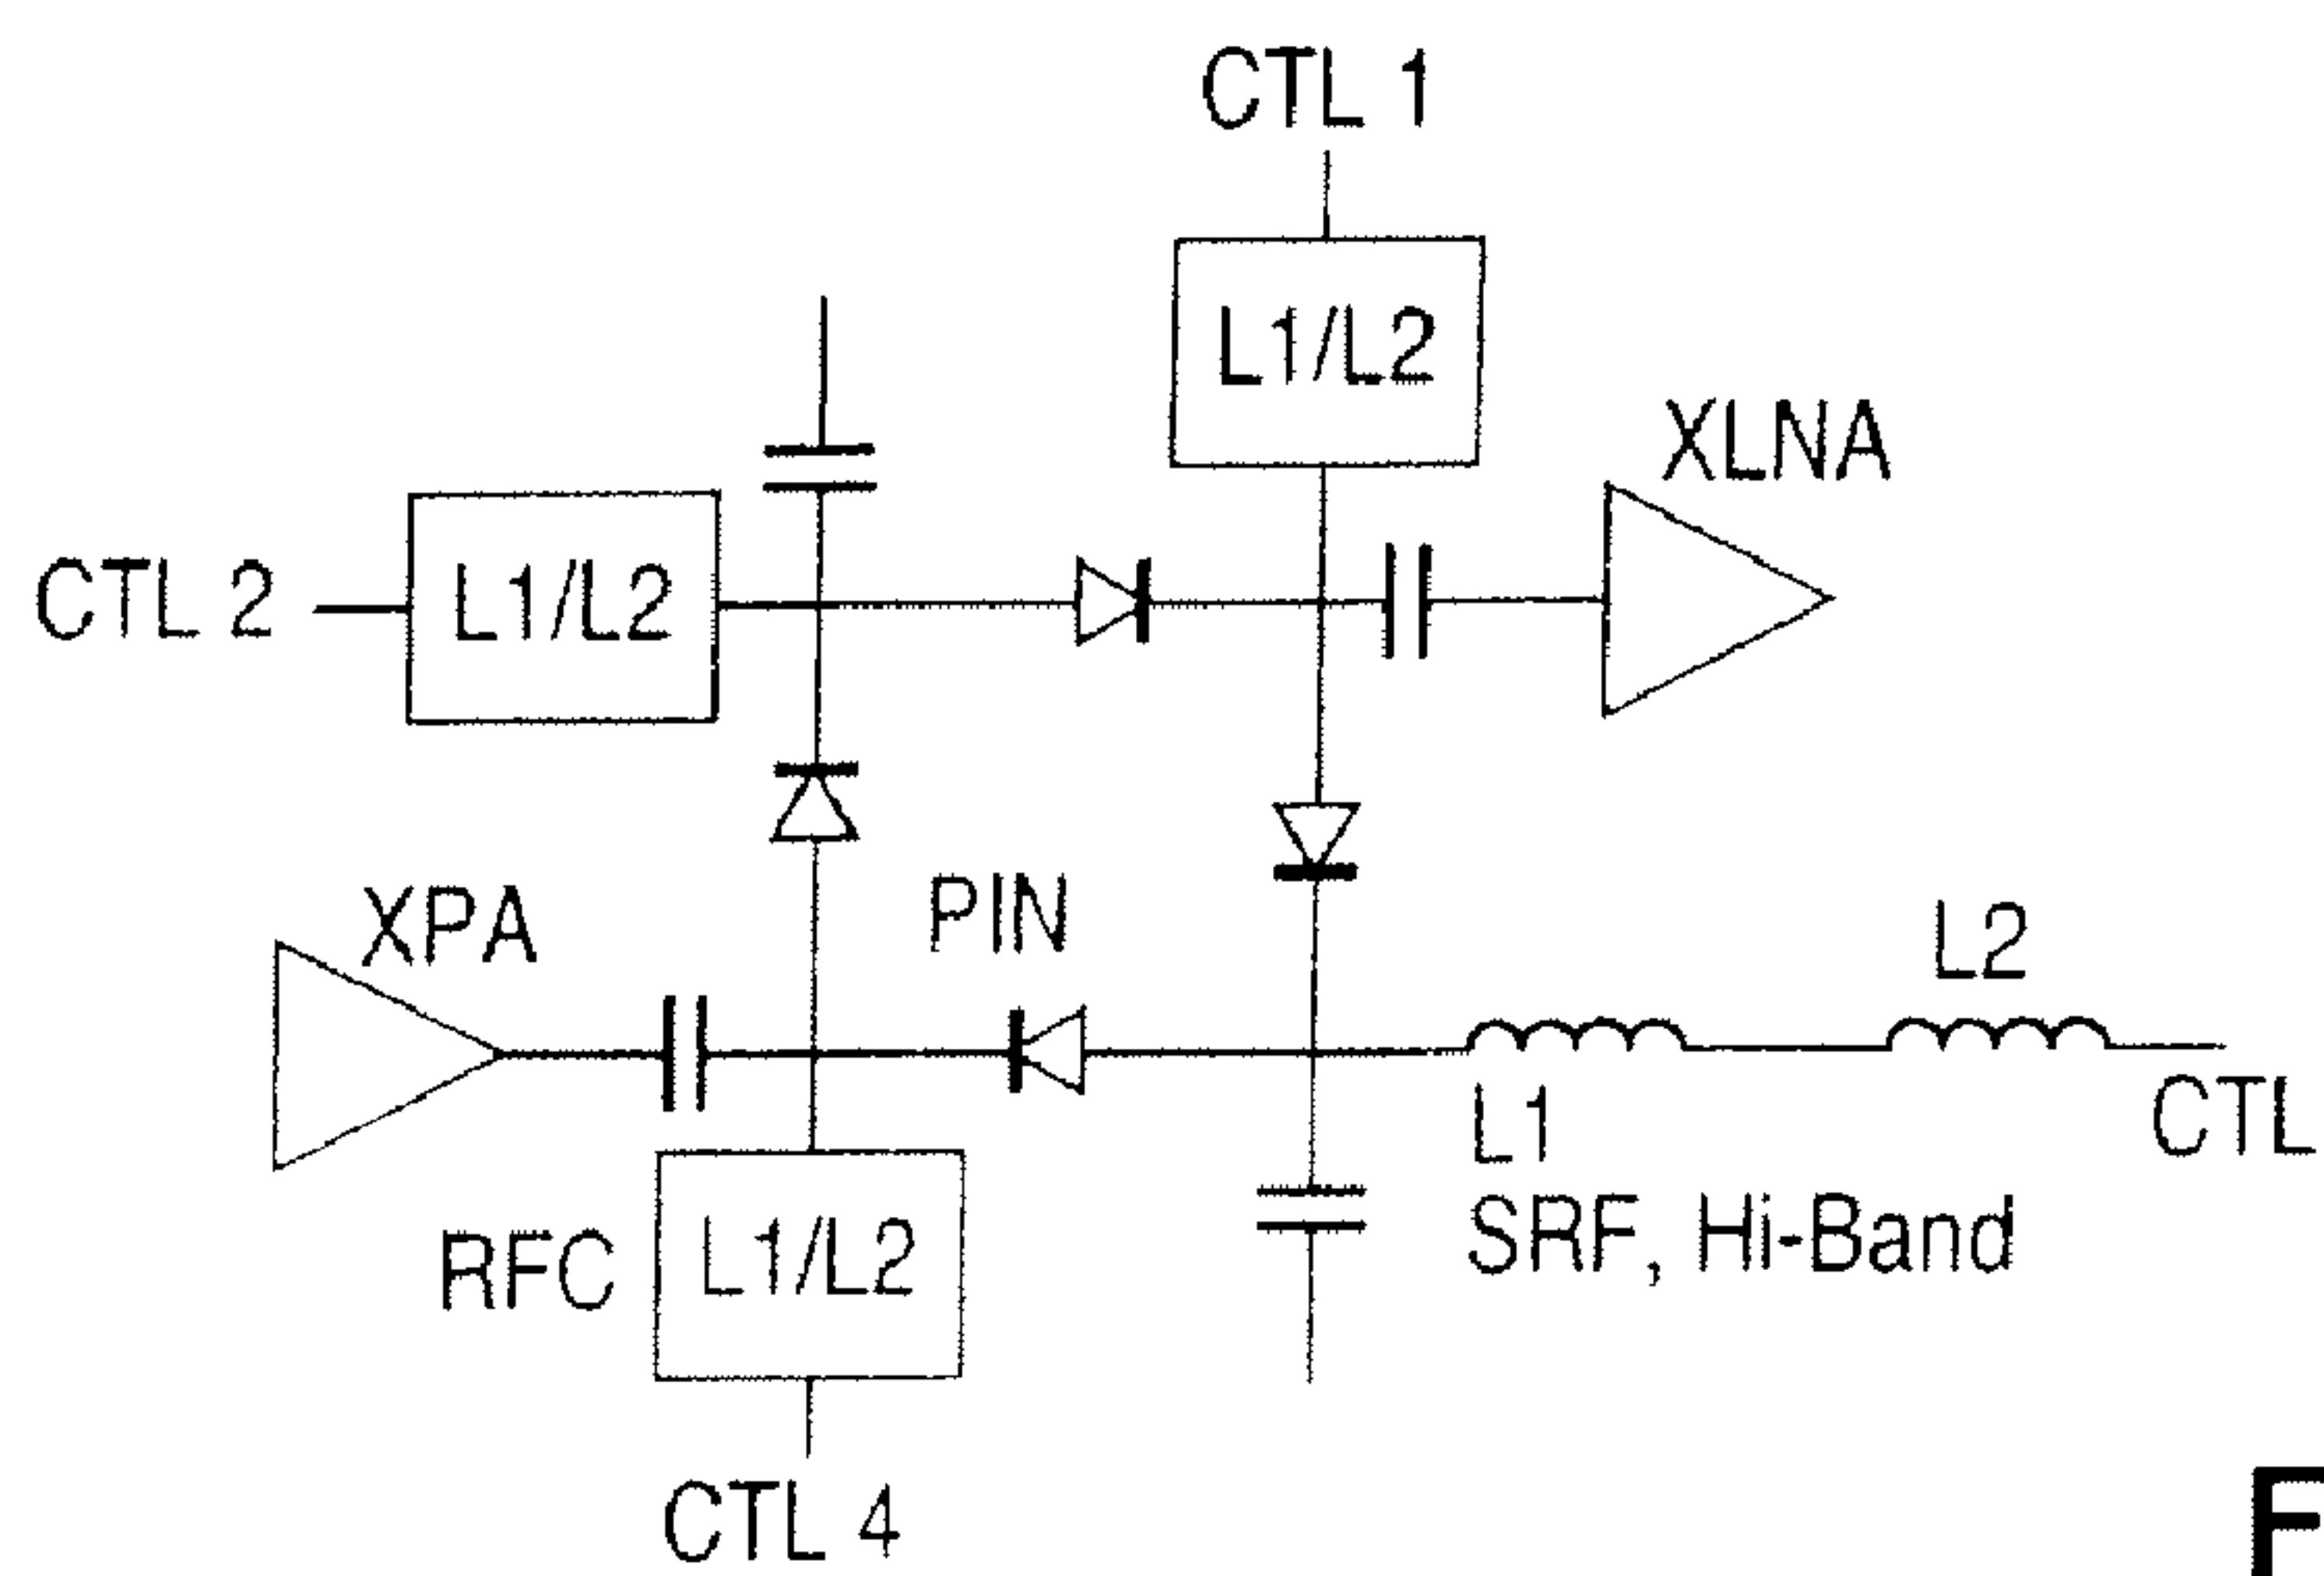 CTL 1
L1/L2
XLNA
CTL 2
L1/L2
XPA
PIN
L2
L1
CTL
SRF, Hi-Band
RFC
L1/L2
CTL 4
F